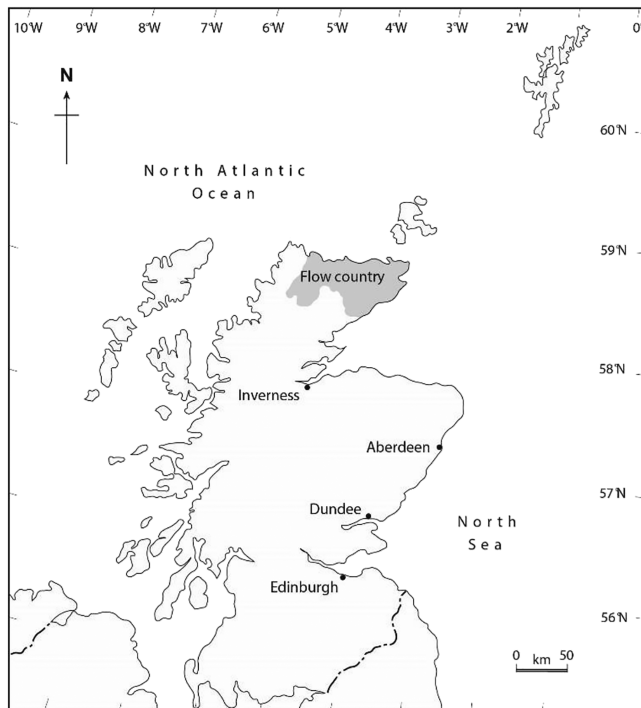 10°W 9°W 8°W 7°W 6°W 5°W 4°W 2°W 1°W 0°
N
60°N
North Atlantic
Ocean
59°N
Flow country
58°N
Inverness
Aberdeen
57°N
Dundee
North
Sea
Edinburgh
56°N
0 km 50